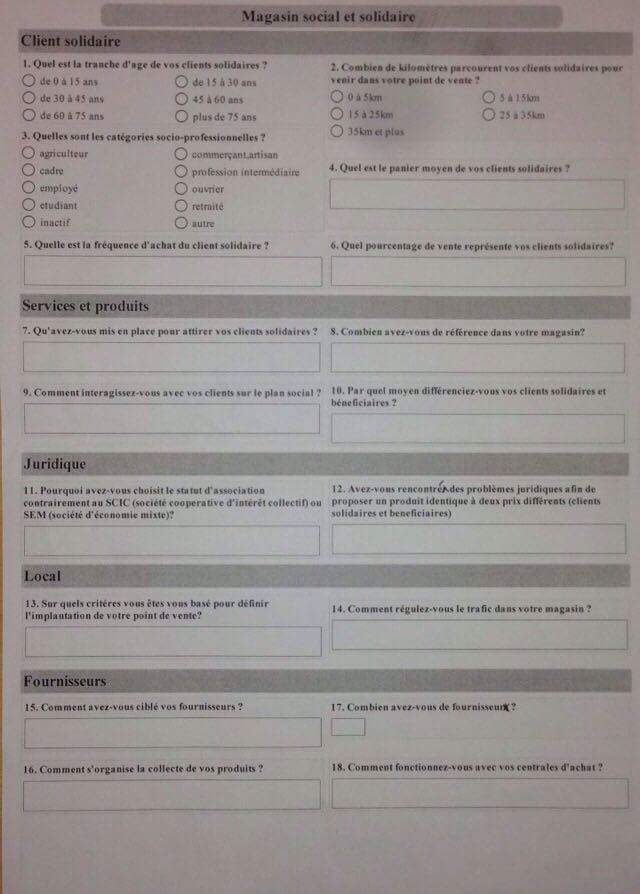 Magasin social et solidaire
Client solidaire
1. Quel est la tranche d'age de vos clients solidaires ?
de 0 à 15 ans
de 15 à 30 ans
de 30 à 45 ans
45 à 60 ans
de 60 à 75 ans
plus de 75 ans
2. Combien de kilomètres parcourent vos clients solidaires pour
venir dans votre point de vente ?
0 à 5km
5 à 15km
15 à 25km
25 à 35km
35km et plus
3. Quelles sont les catégories socio-professionnelles ?
agriculteur
commerçant,artisan
cadre
profession intermédiaire
employé
ouvrier
etudiant
retraité
inactif
autre
4. Quel est le panier moyen de vos clients solidaires ?
5. Quelle est la fréquence d'achat du client solidaire ?
6. Quel pourcentage de vente représente vos clients solidaires?
Services et produits
7. Qu'avez-vous mis en place pour attirer vos clients solidaires ?
8. Combien avez-vous de référence dans votre magasin?
9. Comment interagissez-vous avec vos clients sur le plan social ?
10. Par quel moyen différenciez-vous vos clients solidaires et
béneficiaires ?
Juridique
11. Pourquoi avez-vous choisit le statut d'association
contrairement au SCIC (société cooperative d'intérêt collectif) ou
SEM (société d'économie mixte)?
12. Avez-vous rencontré des problèmes juridiques afin de
proposer un produit identique à deux prix différents (clients
solidaires et beneficiaires)
Local
13. Sur quels critères vous êtes vous basé pour définir
l'implantation de votre point de vente?
14. Comment régulez-vous le trafic dans votre magasin ?
Fournisseurs
15. Comment avez-vous ciblé vos fournisseurs ?
17. Combien avez-vous de fournisseurs ?
16. Comment s'organise la collecte de vos produits ?
18. Comment fonctionnez-vous avec vos centrales d'achat ?